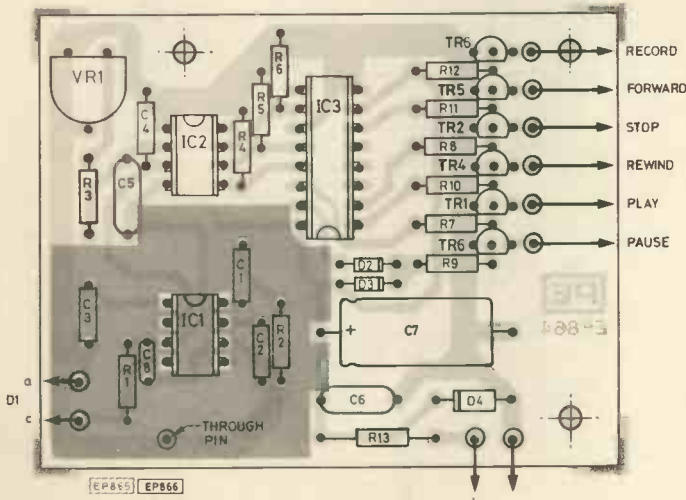 TR6
RECORD
R12
VR1
R6
TR5
FORWARD
R5
R11
C4
IC2
R4
IC3
TR2
STOP
R8
TR4
REWIND
R3
C5
R10
TR1
PLAY
R7
TR6
PAUSE
R9
C1
D2
D3
PE
E-864
C3
IC1
C2
R2
+
C7
R1
C8
a
D1
c
C6
D4
THROUGH
PIN
R13
EP865 EP866